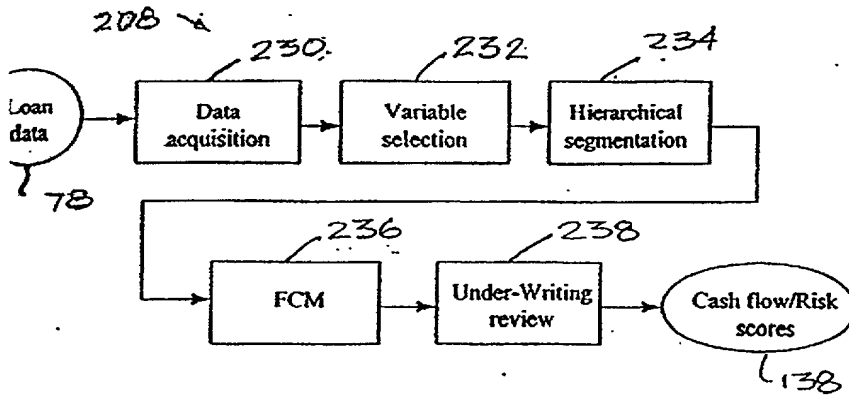 208
230
232
234
Loan
data
Data
acquisition
Variable
selection
Hierarchical
segmentation
78
236
238
FCM
Under-Writing
review
Cash flow/Risk
scores
138